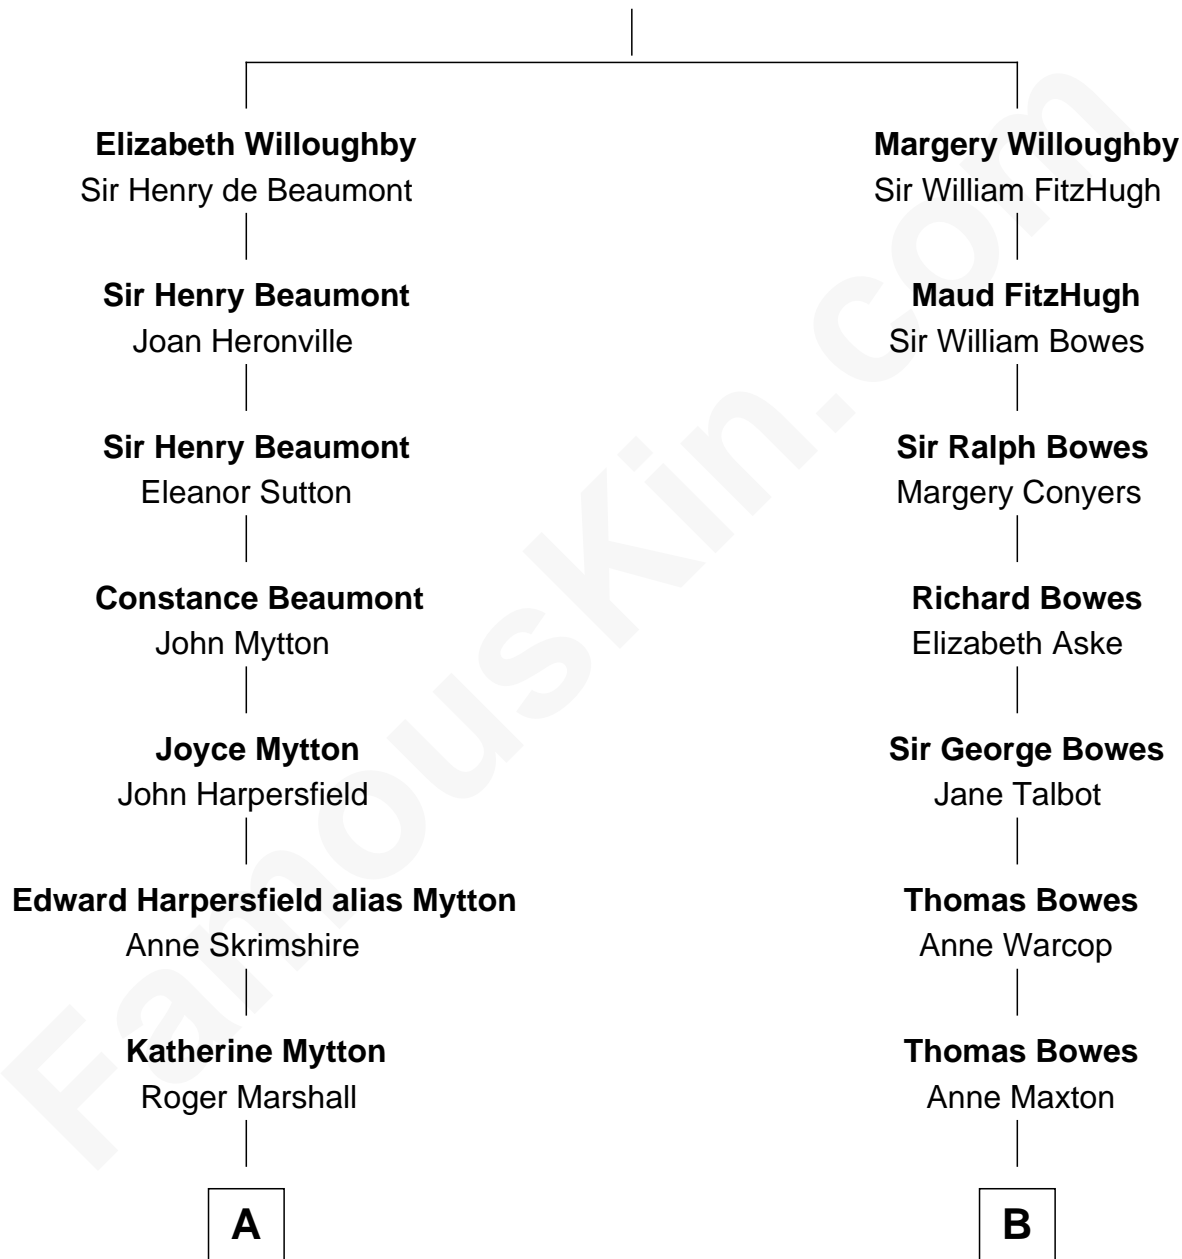 Elizabeth Willoughby
Sir Henry de Beaumont
Sir Henry Beaumont
Joan Heronville
Sir Henry Beaumont
Eleanor Sutton
Constance Beaumont
John Mytton
Joyce Mytton
John Harpersfield
Edward Harpersfield alias Mytton
Anne Skrimshire
Katherine Mytton
Roger Marshall
A
Margery Willoughby
Sir William FitzHugh
Maud FitzHugh
Sir William Bowes
Sir Ralph Bowes
Margery Conyers
Richard Bowes
Elizabeth Aske
Sir George Bowes
Jane Talbot
Thomas Bowes
Anne Warcop
Thomas Bowes
Anne Maxton
B
FamousKin.com